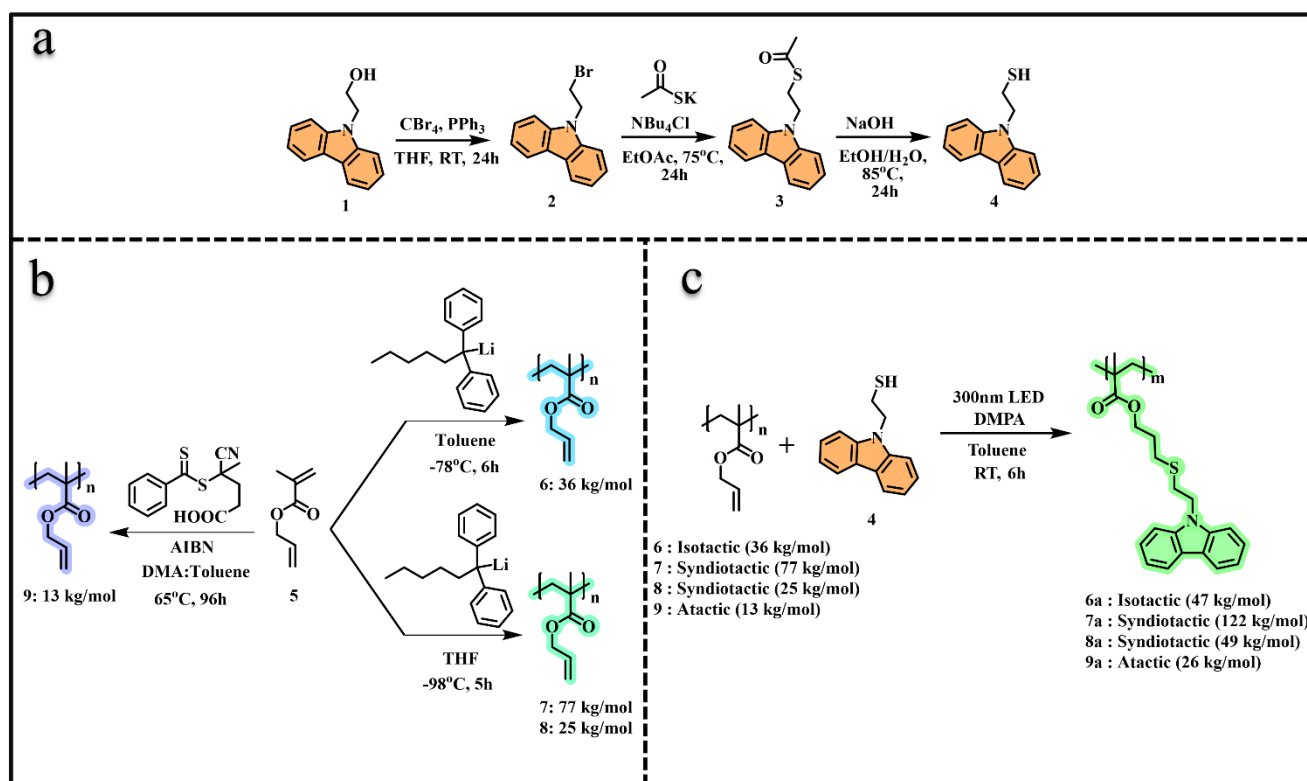 a
OH
N
1
CBr4, PPh3
THF, RT, 24h
Br
N
2
O
SK
NBu4Cl
EtOAc, 75°C,
24h
O
S
N
3
NaOH
EtOH/H2O,
85°C,
24h
SH
N
4
b
n
O
O
9: 13 kg/mol
S
CN
S
HOOC
AIBN
DMA:Toluene
65°C, 96h
O
O
5
Li
Toluene
-78°C, 6h
n
O
O
6: 36 kg/mol
Li
THF
-98°C, 5h
n
O
O
7: 77 kg/mol
8: 25 kg/mol
c
n
O
O
+
SH
N
4
6 : Isotactic (36 kg/mol)
7 : Syndiotactic (77 kg/mol)
8 : Syndiotactic (25 kg/mol)
9 : Atactic (13 kg/mol)
300nm LED
DMPA
Toluene
RT, 6h
m
O
O
S
N
6a : Isotactic (47 kg/mol)
7a : Syndiotactic (122 kg/mol)
8a : Syndiotactic (49 kg/mol)
9a : Atactic (26 kg/mol)